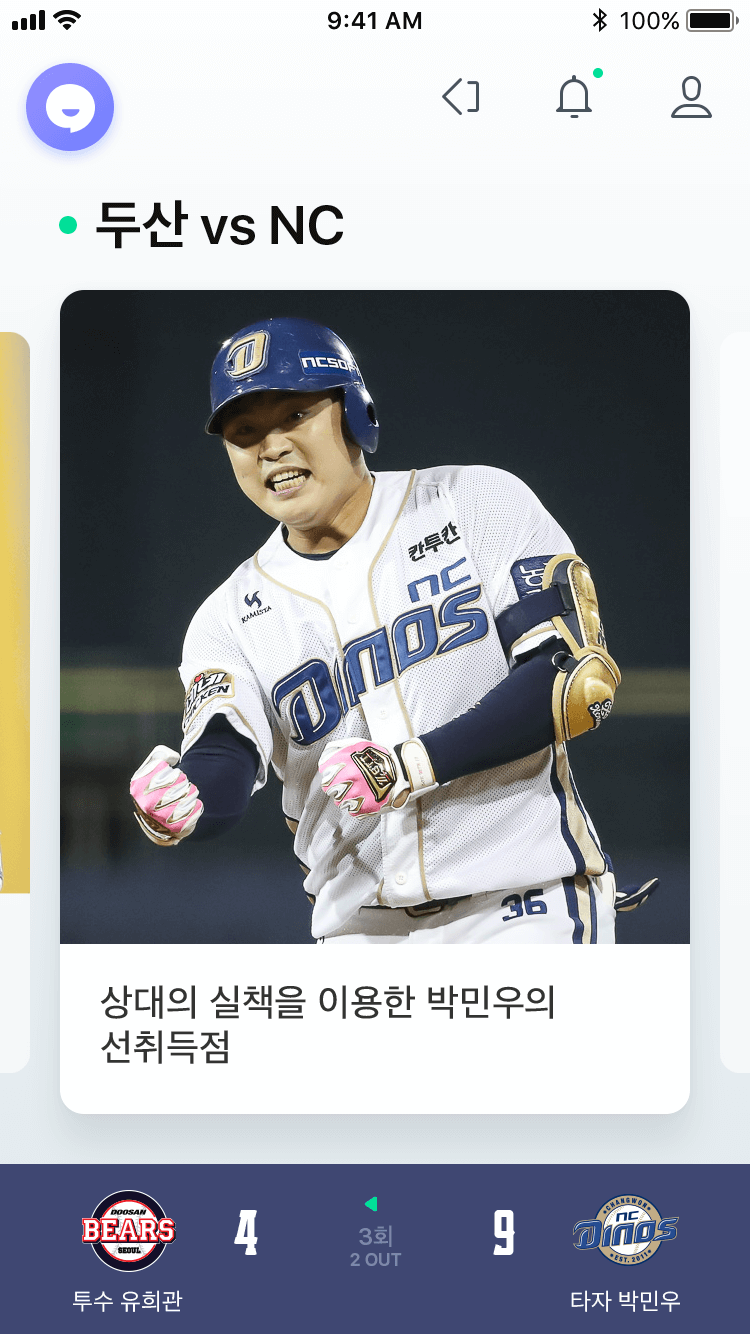 9:41 AM
100%
두산 vs NC
NCSOF
칸투칸
KAMISTA
NC
DINOS
36
상대의 실책을 이용한 박민우의
선취득점
DOOSAN
BEARS
SEOUL
4
3회
2 OUT
9
CHANGWON
NC
DINOS
EST. 2011
투수 유희관
타자 박민우